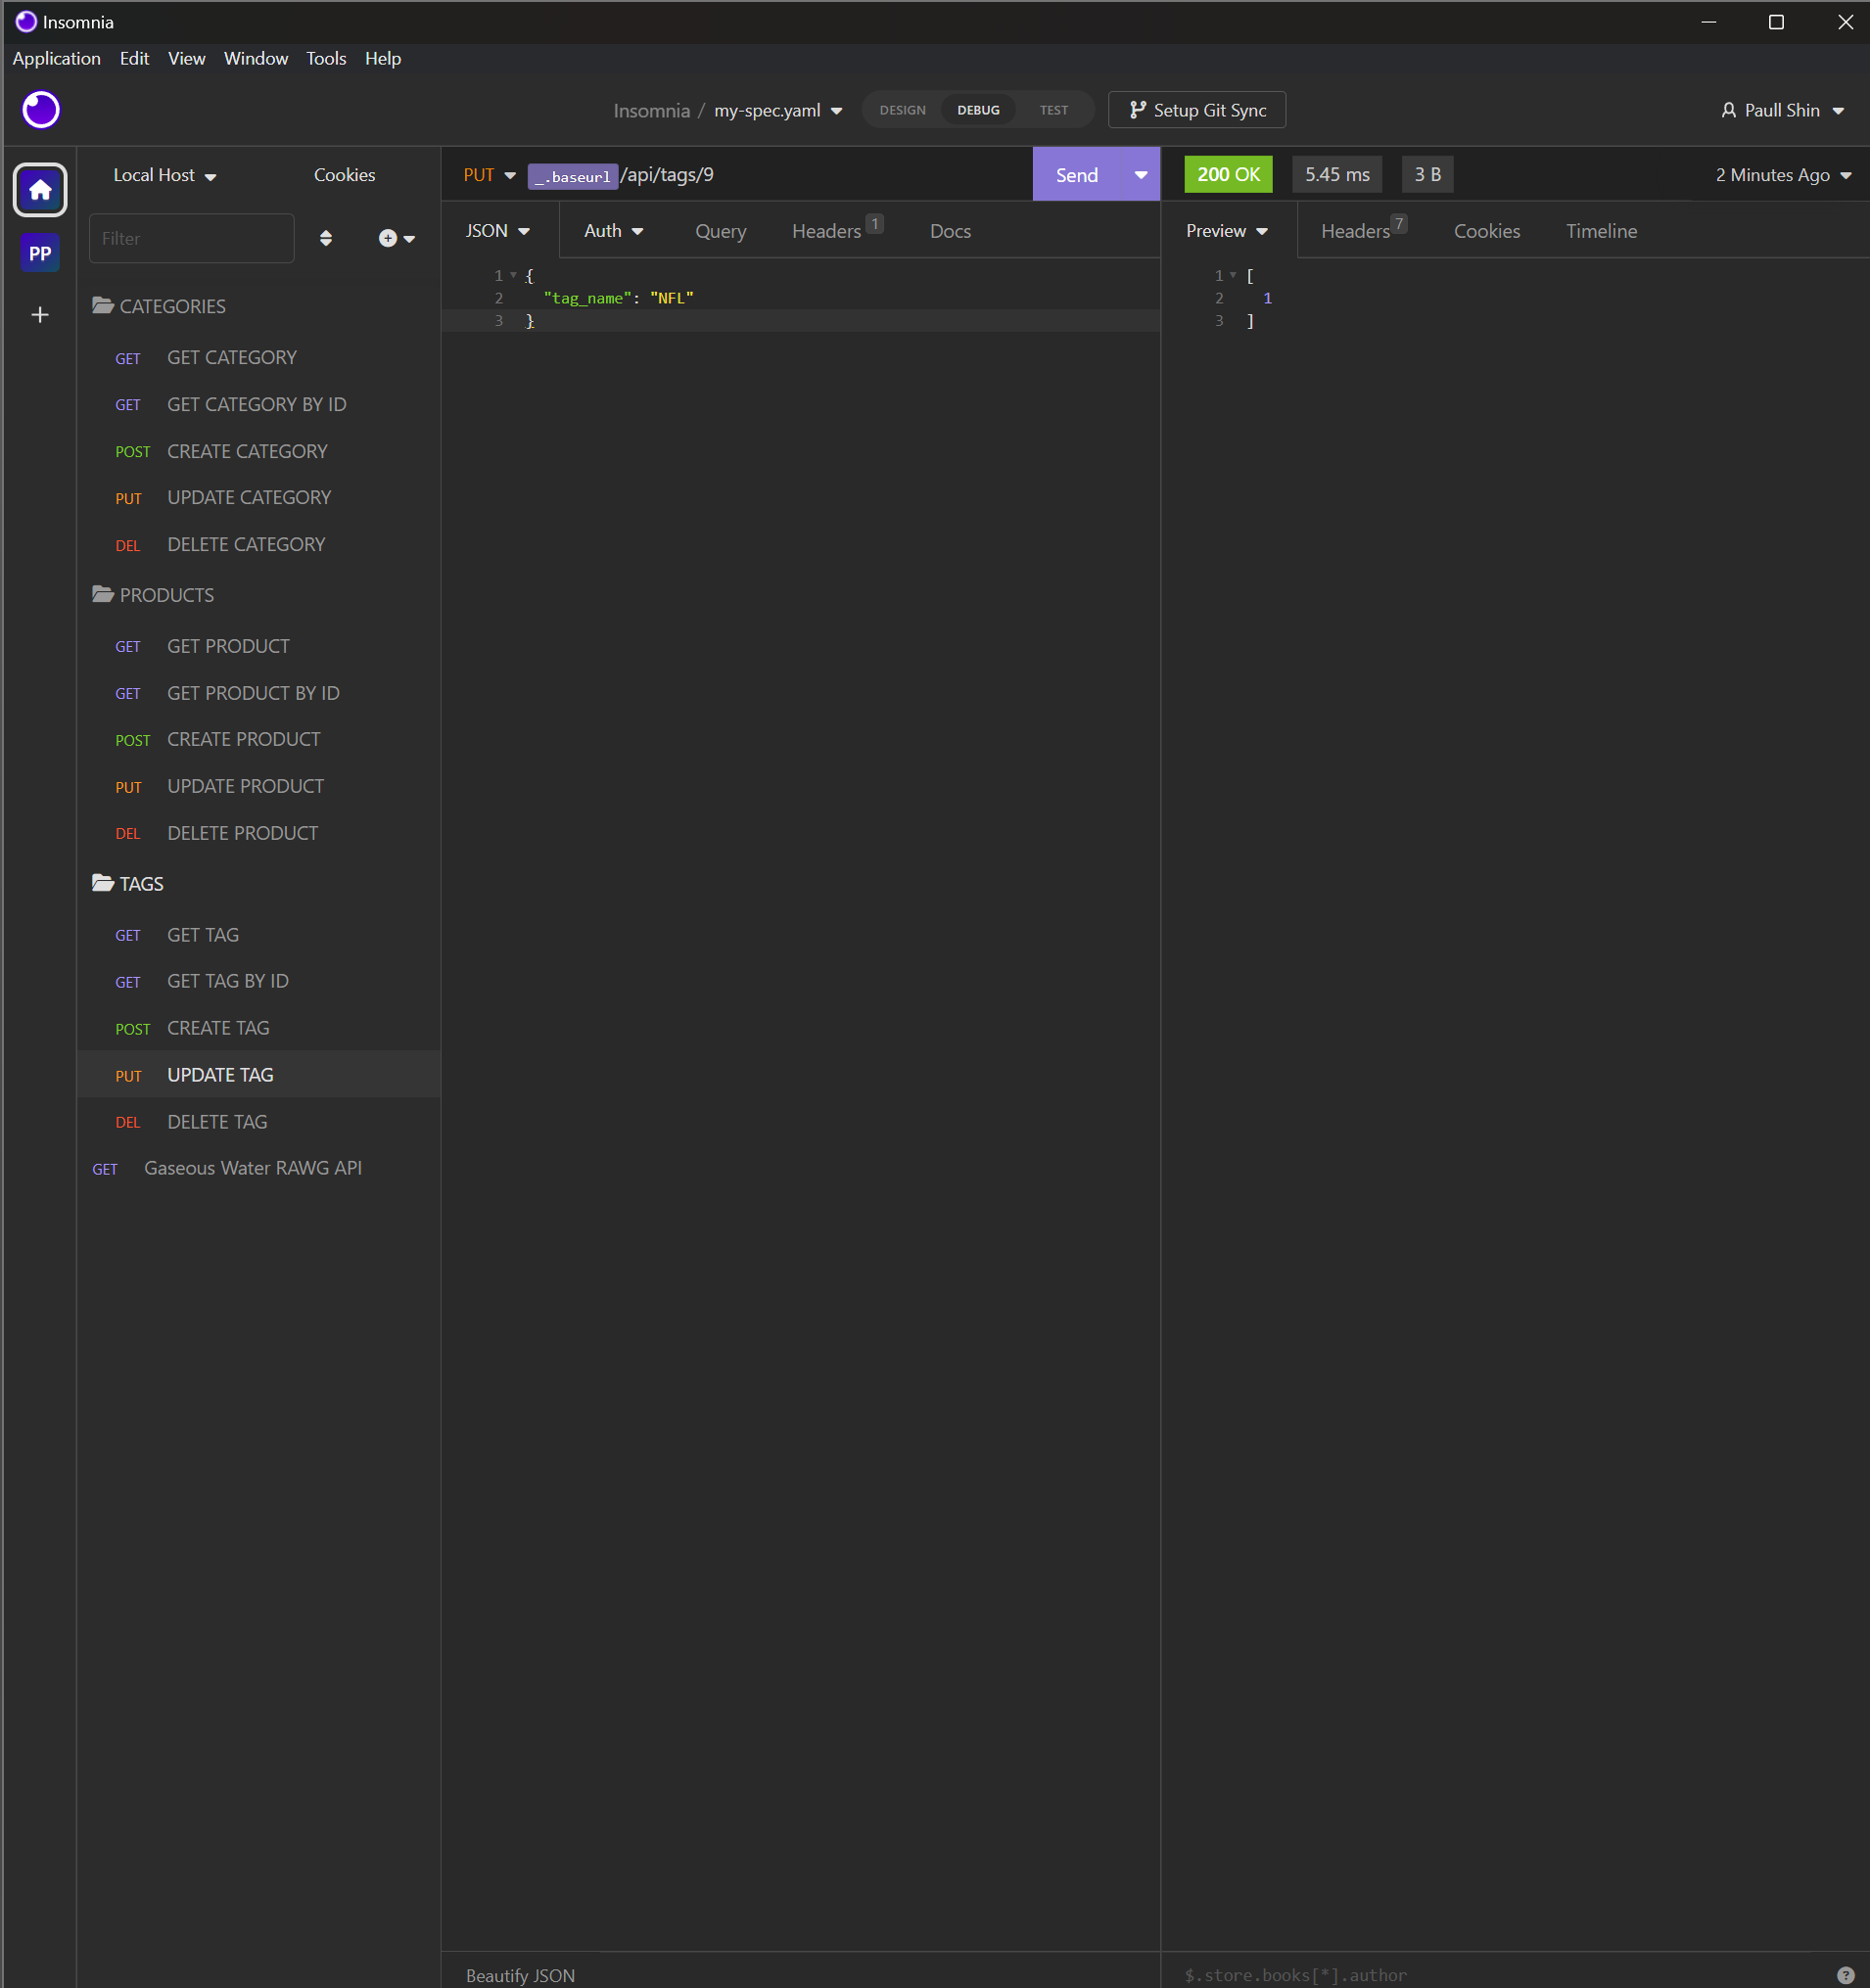 Insomnia
Application Edit View Window Tools Help
Insomnia / my-spec.yaml DESIGN DEBUG TEST Setup Git Sync Paull Shin
Local Host Cookies
Filter
PP
CATEGORIES
GET GET CATEGORY
GET GET CATEGORY BY ID
POST CREATE CATEGORY
PUT UPDATE CATEGORY
DEL DELETE CATEGORY
PRODUCTS
GET GET PRODUCT
GET GET PRODUCT BY ID
POST CREATE PRODUCT
PUT UPDATE PRODUCT
DEL DELETE PRODUCT
TAGS
GET GET TAG
GET GET TAG BY ID
POST CREATE TAG
PUT UPDATE TAG
DEL DELETE TAG
GET Gaseous Water RAWG API
PUT _.baseurl/api/tags/9 Send
JSON Auth Query Headers 1 Docs
1 {
2 "tag_name": "NFL"
3 }
Beautify JSON
200 OK 5.45 ms 3 B 2 Minutes Ago
Preview Headers 7 Cookies Timeline
1 [
2 1
3 ]
$.store.books[*].author ?